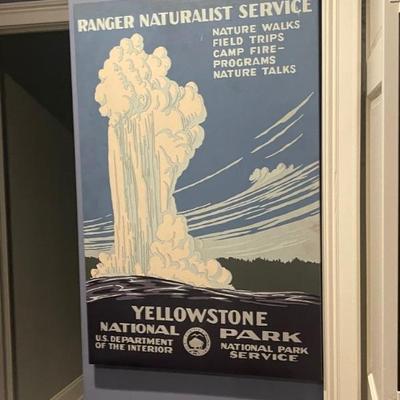 RANGER NATURALIST SERVICE
NATURE WALKS
FIELD TRIPS
CAMP FIRE–
PROGRAMS
NATURE TALKS
YELLOWSTONE
NATIONAL PARK
U.S. DEPARTMENT
OF THE INTERIOR
NATIONAL PARK
SERVICE